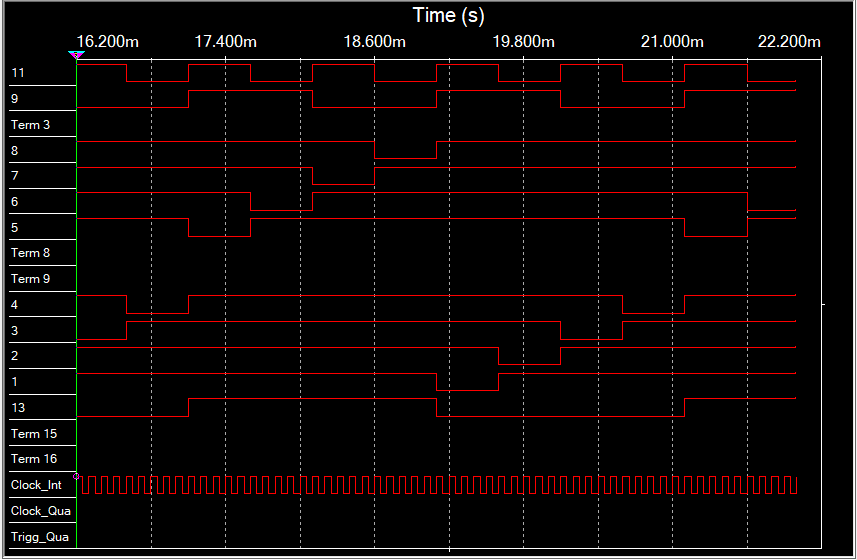 Time (s)
16.200m 17.400m 18.600m 19.800m 21.000m 22.200m
11
9
Term 3
8
7
6
5
Term 8
Term 9
4
3
2
1
13
Term 15
Term 16
Clock_Int
Clock_Qua
Trigg_Qua